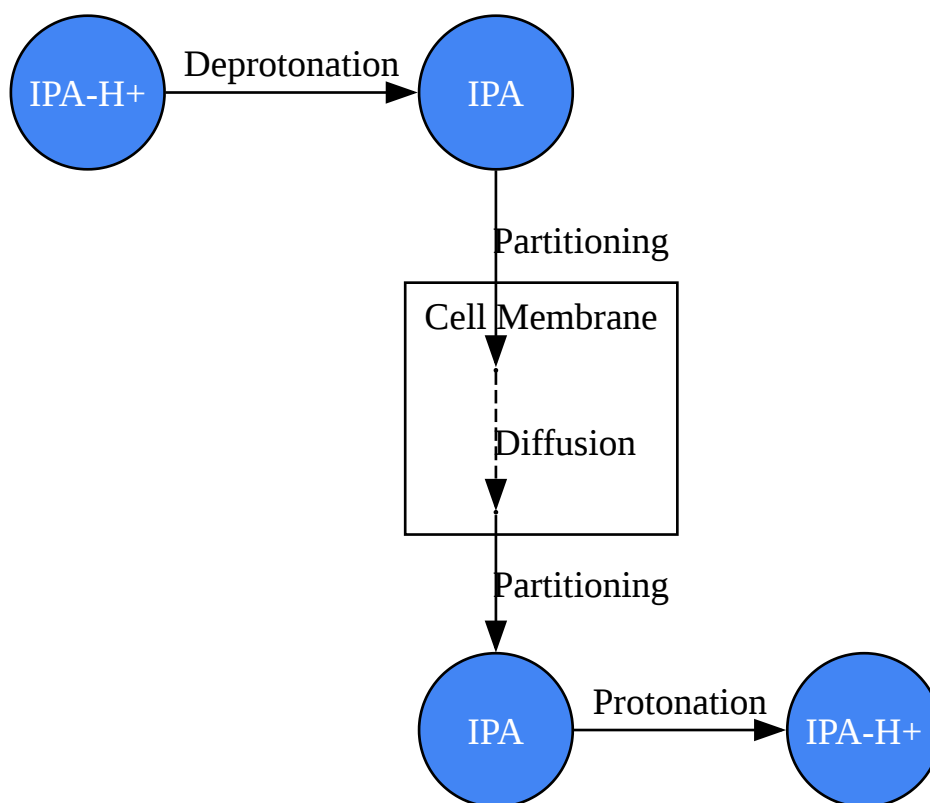 IPA-H+
Deprotonation
IPA
Partitioning
Cell Membrane
Diffusion
Partitioning
IPA
Protonation
IPA-H+